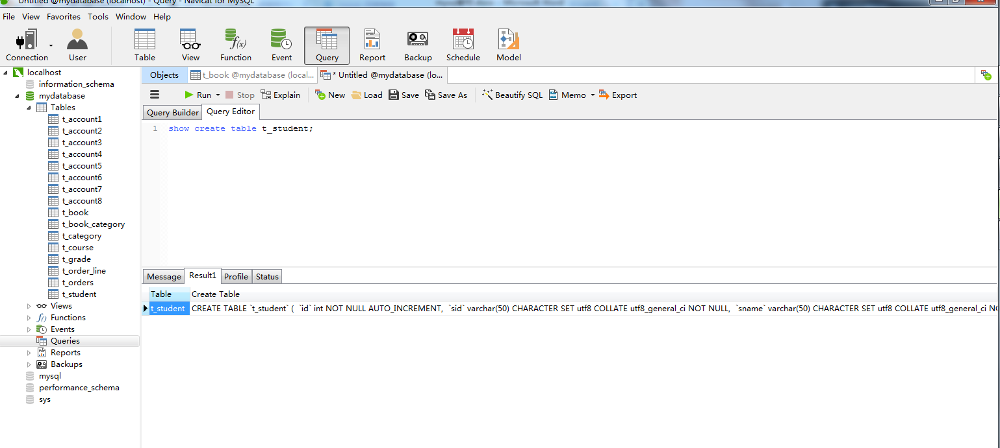 Untitled @mydatabase (localhost) - Query - Navicat for MySQL
File View Favorites Tools Window Help
Connection User Table View Function Event Query Report Backup Schedule Model
localhost
information_schema
mydatabase
Tables
t_account1
t_account2
t_account3
t_account4
t_account5
t_account6
t_account7
t_account8
t_book
t_book_category
t_category
t_course
t_grade
t_order_line
t_orders
t_student
Views
Functions
Events
Queries
Reports
Backups
mysql
performance_schema
sys
Objects t_book @mydatabase (local... * Untitled @mydatabase (lo...
Run Stop Explain New Load Save Save As Beautify SQL Memo Export
Query Builder Query Editor
1 show create table t_student;
Message Result1 Profile Status
Table Create Table
t_student CREATE TABLE `t_student` ( `id` int NOT NULL AUTO_INCREMENT, `sid` varchar(50) CHARACTER SET utf8 COLLATE utf8_general_ci NOT NULL, `sname` varchar(50) CHARACTER SET utf8 COLLATE utf8_general_ci